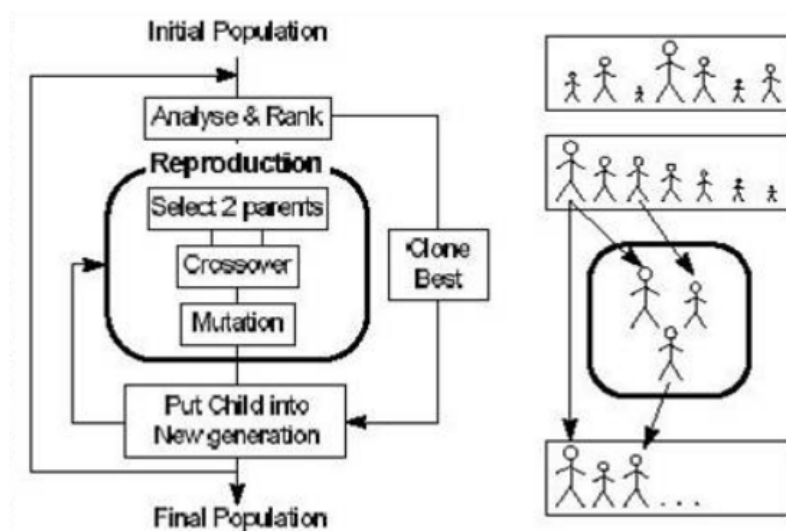 Initial Population
Analyse & Rank
Reproduction
Select 2 parents
Crossover
Mutation
Clone
Best
Put Child into
New generation
Final Population
. . .